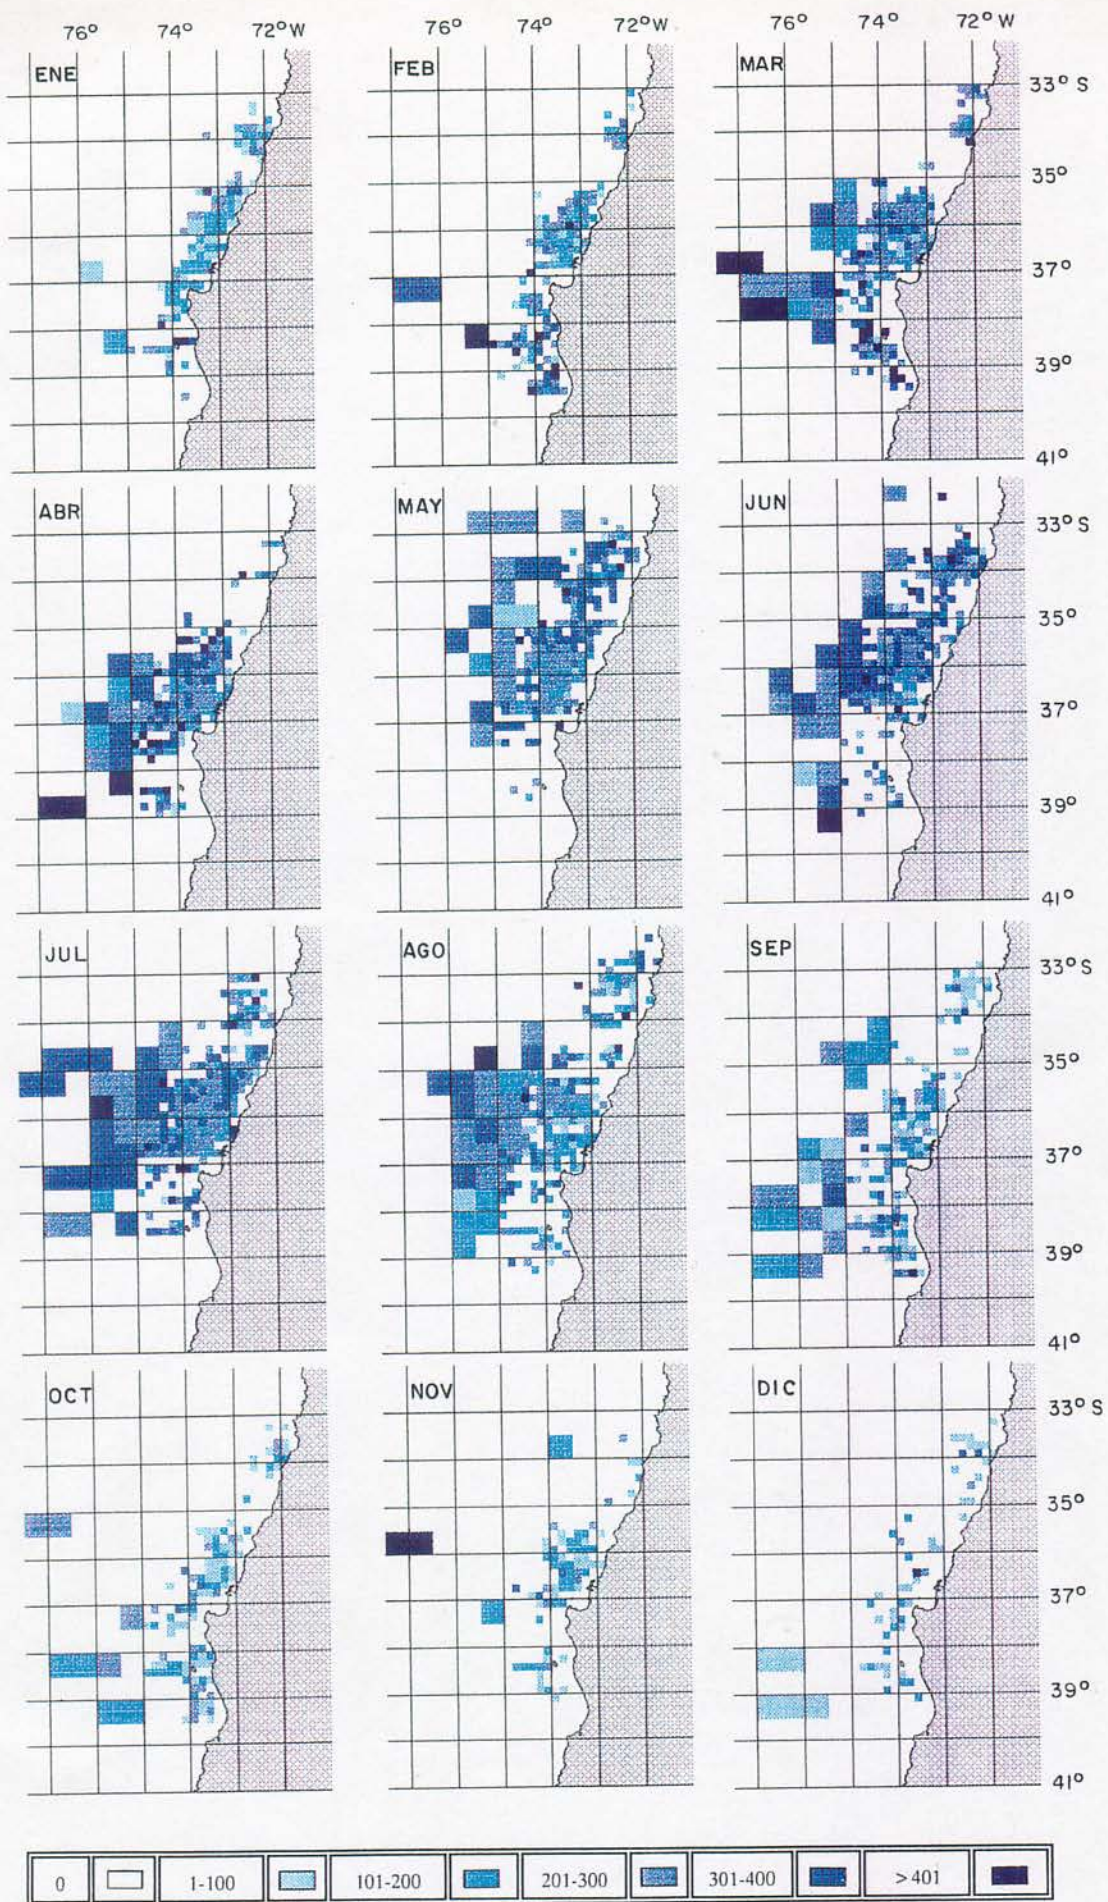 76° 74° 72°W 76° 74° 72°W 76° 74° 72°W
ENE FEB MAR
33° S
35°
37°
39°
41°
ABR MAY JUN
33° S
35°
37°
39°
41°
JUL AGO SEP
33° S
35°
37°
39°
41°
OCT NOV DIC
33° S
35°
37°
39°
41°
0 1-100 101-200 201-300 301-400 >401